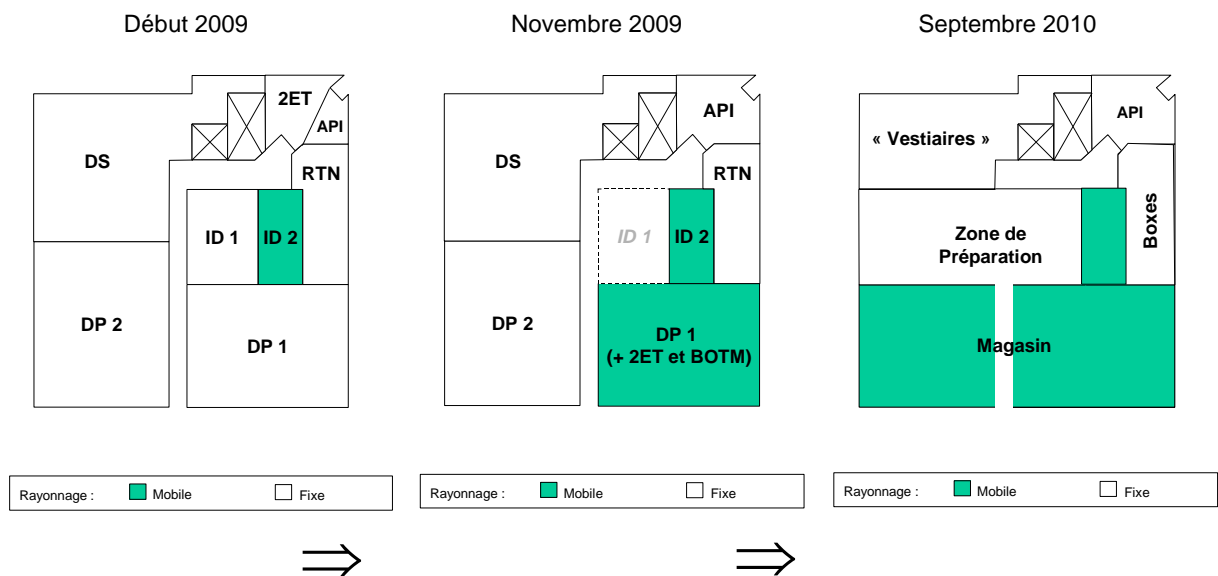 Début 2009
Novembre 2009
Septembre 2010
2ET
API
DS
RTN
ID 1
ID 2
DP 2
DP 1
API
DS
RTN
ID 1
ID 2
DP 2
DP 1
(+ 2ET et BOTM)
API
« Vestiaires »
Boxes
Zone de
Préparation
Magasin
Rayonnage :
Mobile
Fixe
Rayonnage :
Mobile
Fixe
Rayonnage :
Mobile
Fixe